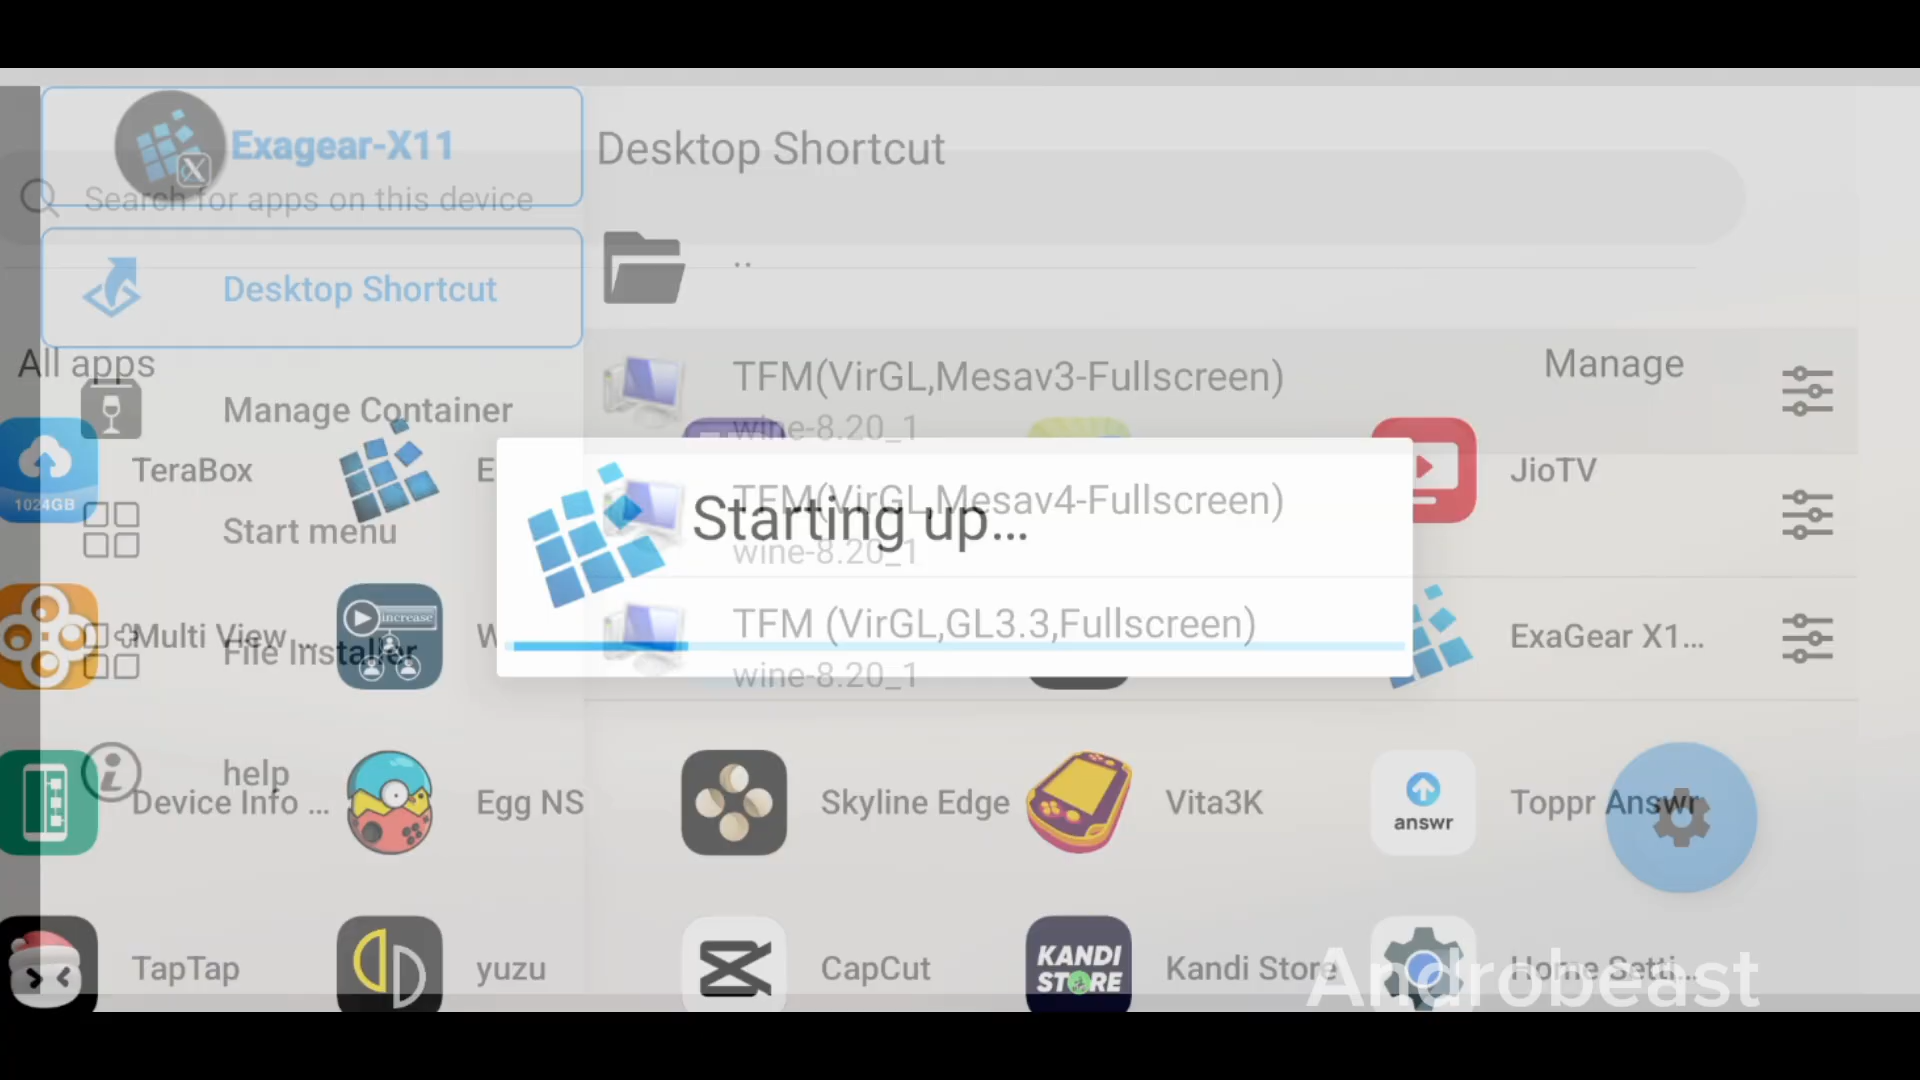 Exagear-X11
Search for apps on this device
Desktop Shortcut
Desktop Shortcut
..
All apps
Manage
Manage Container
TFM(VirGL,Mesav3-Fullscreen)
wine-8.20_1
TeraBox
1024GB
E
JioTV
Start menu
TFM(VirGL,Mesav4-Fullscreen)
wine-8.20_1
Starting up...
Multi View ...
File Installer
increase
W
TFM (VirGL,GL3.3,Fullscreen)
wine-8.20_1
ExaGear X1...
help
Device Info ...
Egg NS
Skyline Edge
Vita3K
answr
Toppr Answr
TapTap
yuzu
CapCut
KANDI
STORE
Kandi Store
Home Setti...
Androbeast